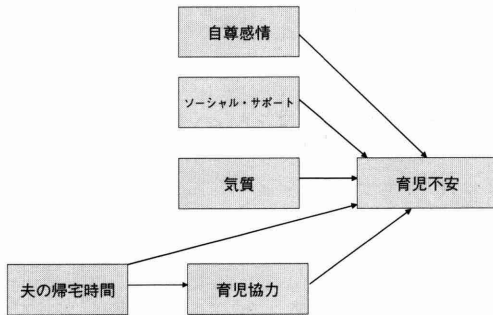 自尊感情
ソーシャル・サポート
気質
育児不安
夫の帰宅時間
育児協力